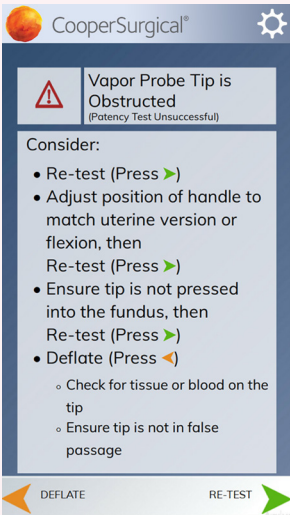 CooperSurgical®
Vapor Probe Tip is
Obstructed
(Patency Test Unsuccessful)
Consider:
• Re-test (Press ➤)
• Adjust position of handle to
match uterine version or
flexion, then
Re-test (Press ➤)
• Ensure tip is not pressed
into the fundus, then
Re-test (Press ➤)
• Deflate (Press ⮜)
◦ Check for tissue or blood on the
tip
◦ Ensure tip is not in false
passage
DEFLATE
RE-TEST